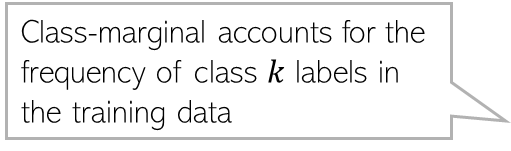 Class-marginal accounts for the
frequency of class k labels in
the training data